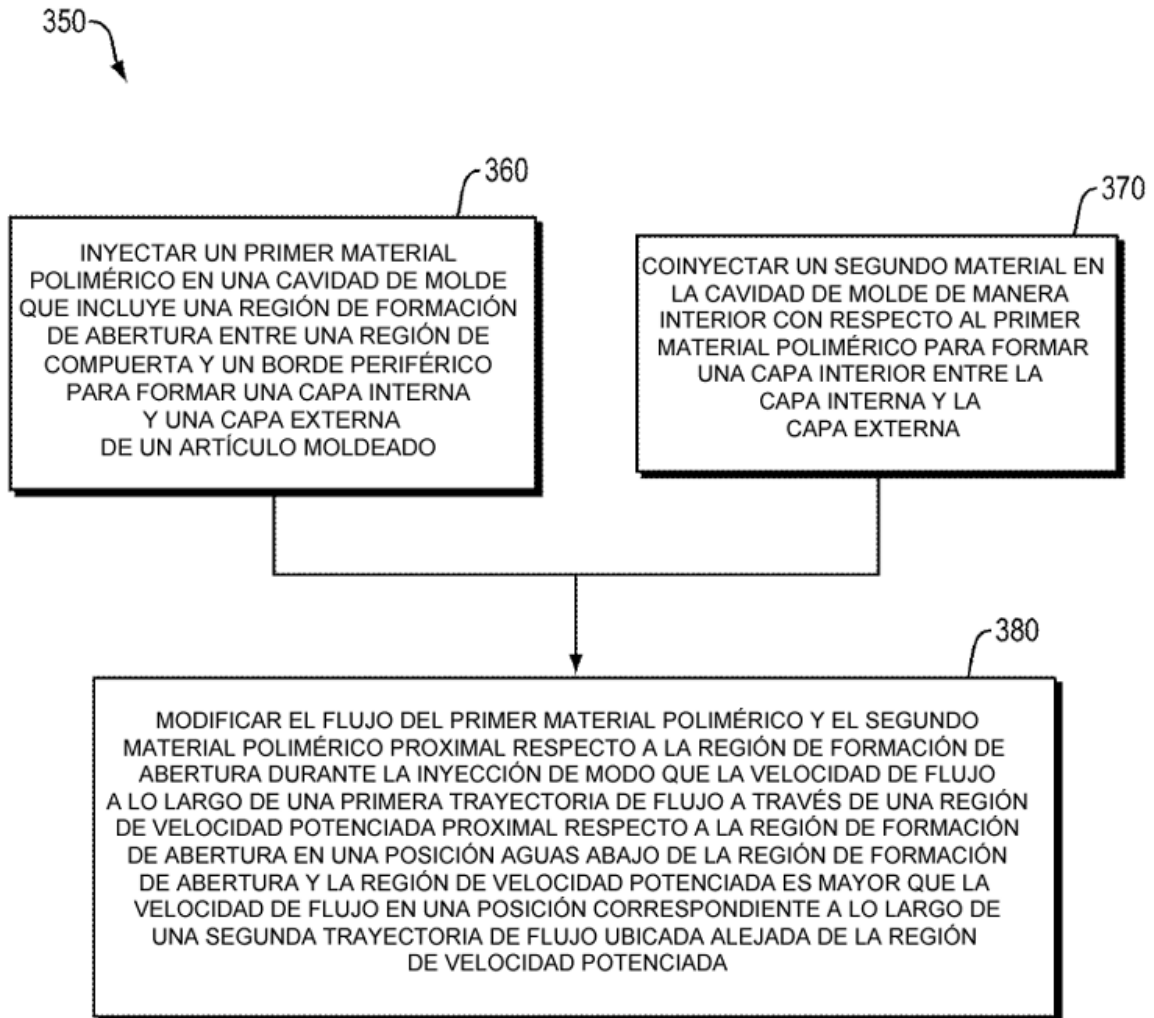 350
360
INYECTAR UN PRIMER MATERIAL
POLIMÉRICO EN UNA CAVIDAD DE MOLDE
QUE INCLUYE UNA REGIÓN DE FORMACIÓN
DE ABERTURA ENTRE UNA REGIÓN DE
COMPUERTA Y UN BORDE PERIFÉRICO
PARA FORMAR UNA CAPA INTERNA
Y UNA CAPA EXTERNA
DE UN ARTÍCULO MOLDEADO
370
COINYECTAR UN SEGUNDO MATERIAL EN
LA CAVIDAD DE MOLDE DE MANERA
INTERIOR CON RESPECTO AL PRIMER
MATERIAL POLIMÉRICO PARA FORMAR
UNA CAPA INTERIOR ENTRE LA
CAPA INTERNA Y LA
CAPA EXTERNA
380
MODIFICAR EL FLUJO DEL PRIMER MATERIAL POLIMÉRICO Y EL SEGUNDO
MATERIAL POLIMÉRICO PROXIMAL RESPECTO A LA REGIÓN DE FORMACIÓN DE
ABERTURA DURANTE LA INYECCIÓN DE MODO QUE LA VELOCIDAD DE FLUJO
A LO LARGO DE UNA PRIMERA TRAYECTORIA DE FLUJO A TRAVÉS DE UNA REGIÓN
DE VELOCIDAD POTENCIADA PROXIMAL RESPECTO A LA REGIÓN DE FORMACIÓN
DE ABERTURA EN UNA POSICIÓN AGUAS ABAJO DE LA REGIÓN DE FORMACIÓN
DE ABERTURA Y LA REGIÓN DE VELOCIDAD POTENCIADA ES MAYOR QUE LA
VELOCIDAD DE FLUJO EN UNA POSICIÓN CORRESPONDIENTE A LO LARGO DE
UNA SEGUNDA TRAYECTORIA DE FLUJO UBICADA ALEJADA DE LA REGIÓN
DE VELOCIDAD POTENCIADA